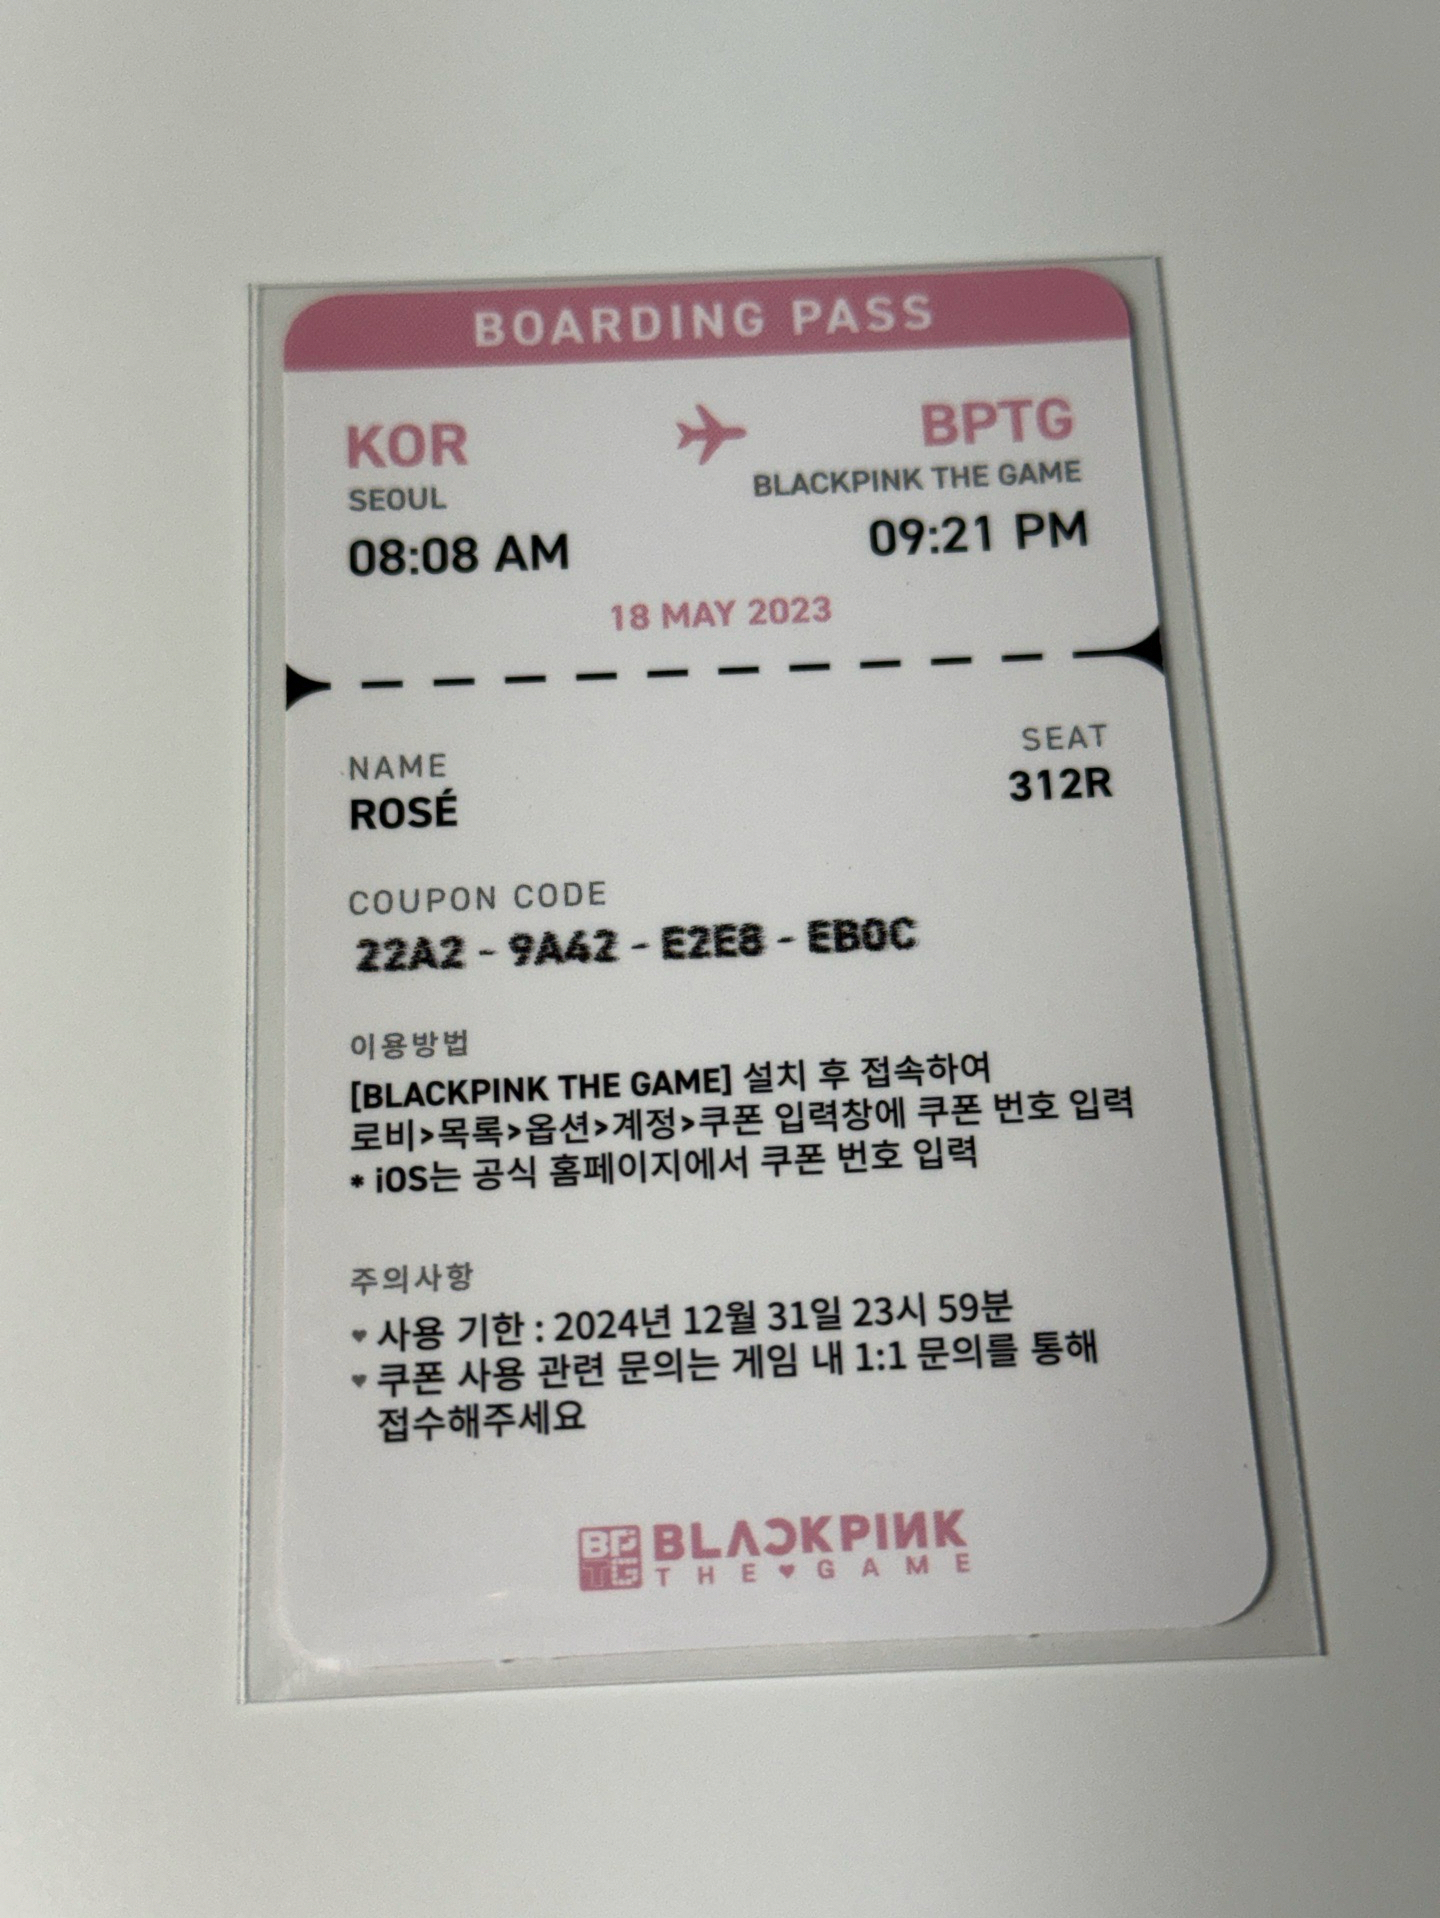 BOARDING PASS
KOR BPTG
SEOUL BLACKPINK THE GAME
08:08 AM 09:21 PM
18 MAY 2023
NAME SEAT
ROSÉ 312R
COUPON CODE
22A2 - 9A42 - E2E8 - EB0C
이용방법
[BLACKPINK THE GAME] 설치 후 접속하여
로비>목록>옵션>계정>쿠폰 입력창에 쿠폰 번호 입력
* iOS는 공식 홈페이지에서 쿠폰 번호 입력
주의사항
♥ 사용 기한 : 2024년 12월 31일 23시 59분
♥ 쿠폰 사용 관련 문의는 게임 내 1:1 문의를 통해
접수해주세요
BPTG BLACKPINK
THE♥GAME